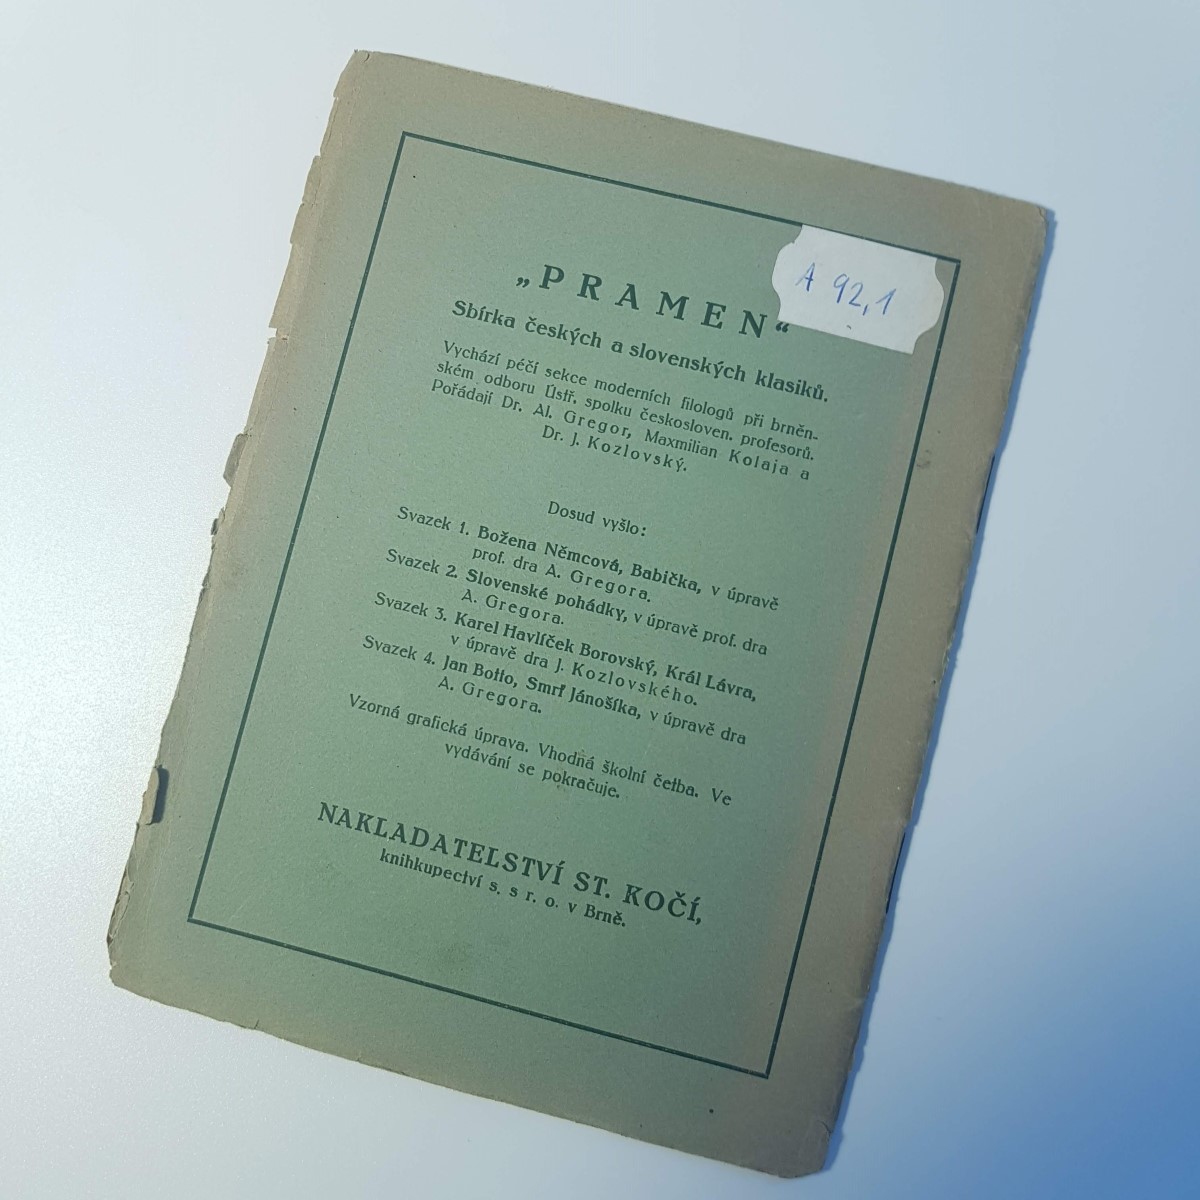 A 92,1
„PRAMEN“
Sbírka českých a slovenských klasiků.
Vychází péčí sekce moderních filologů při brněn-
ském odboru Ústř. spolku českosloven. profesorů.
Pořádají Dr. Al. Gregor, Maxmilian Kolaja a
Dr. J. Kozlovský.
Dosud vyšlo:
Svazek 1. Božena Němcová, Babička, v úpravě
prof. dra A. Gregora.
Svazek 2. Slovenské pohádky, v úpravě prof. dra
A. Gregora.
Svazek 3. Karel Havlíček Borovský, Král Lávra,
v úpravě dra J. Kozlovského.
Svazek 4. Jan Botto, Smrť Jánošíka, v úpravě dra
A. Gregora.
Vzorná grafická úprava. Vhodná školní četba. Ve
vydávání se pokračuje.
NAKLADATELSTVÍ ST. KOČÍ,
knihkupectví s. s r. o. v Brně.